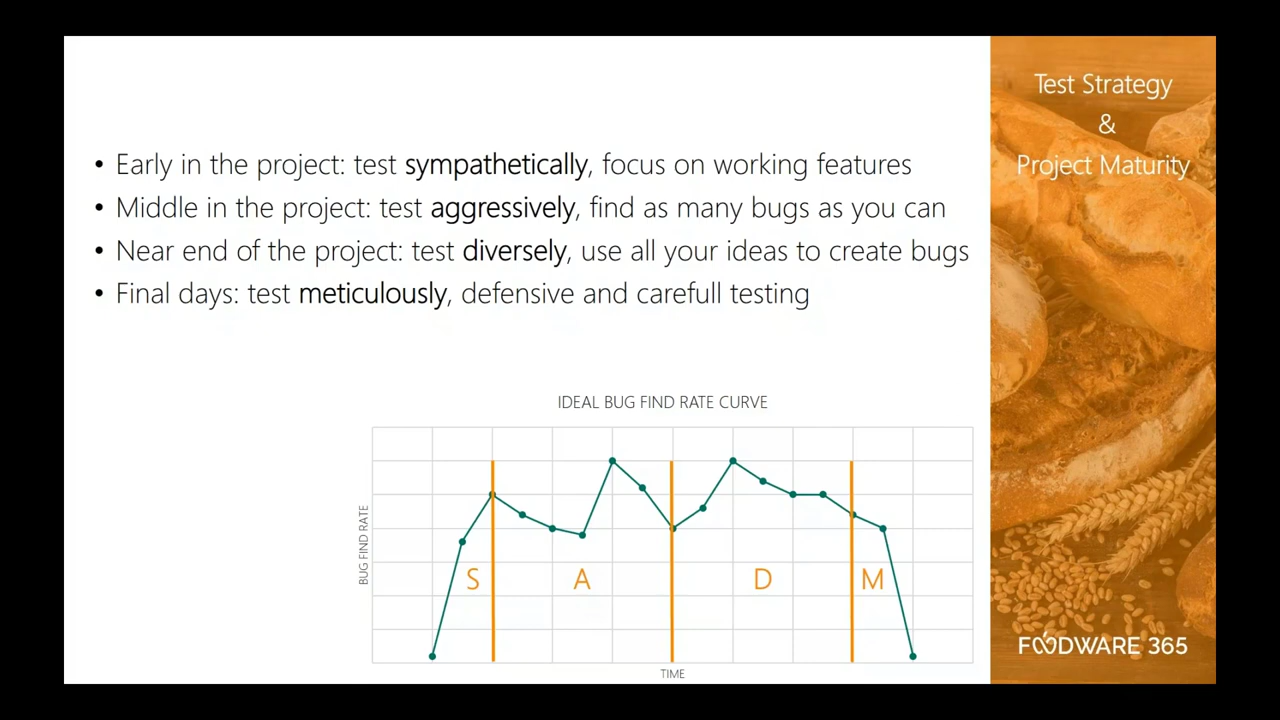 Test Strategy
&
Project Maturity
• Early in the project: test sympathetically, focus on working features
• Middle in the project: test aggressively, find as many bugs as you can
• Near end of the project: test diversely, use all your ideas to create bugs
• Final days: test meticulously, defensive and carefull testing
IDEAL BUG FIND RATE CURVE
BUG FIND RATE
S A D M
TIME
FOODWARE 365